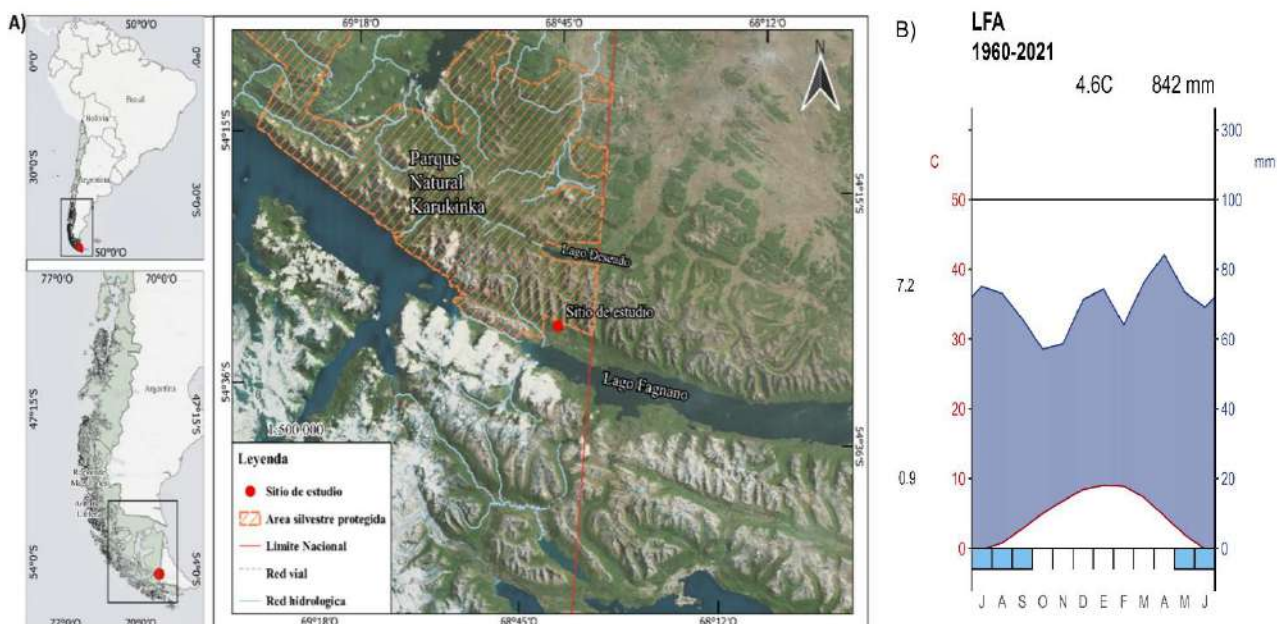 A)
50°0'O
0°0'
0°0'
Brasil
Bolivia
30°0'S
30°0'S
Argentina
50°0'O
77°0'O
70°0'O
Argentina
47°15'S
47°15'S
54°0'S
54°0'S
77°0'O
70°0'O
69°18'O
68°45'O
68°12'O
N
54°15'S
54°15'S
Parque
Natural
Karukinka
Lago Deseado
Sitio de estudio
54°36'S
Lago Fagnano
54°36'S
1:500 000
Leyenda
Sitio de estudio
Area silvestre protegida
Limite Nacional
Red vial
Red hidrologica
69°18'O
68°45'O
68°12'O
B)
LFA
1960-2021
4.6C 842 mm
C
mm
300
50 100
40 80
7.2
30 60
20 40
0.9
10 20
0 0
J A S O N D E F M A M J